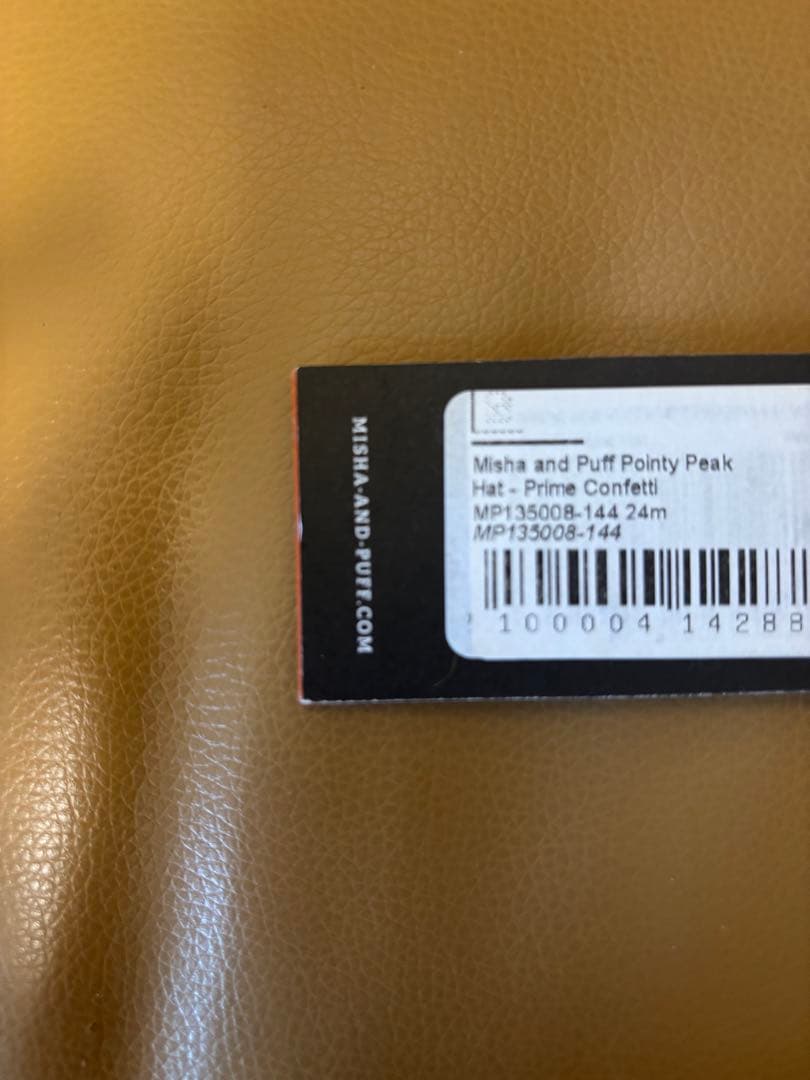 MISHA-AND-PUFF.COM
Misha and Puff Pointy Peak
Hat - Prime Confetti
MP135008-144 24m
MP135008-144
100004 14288